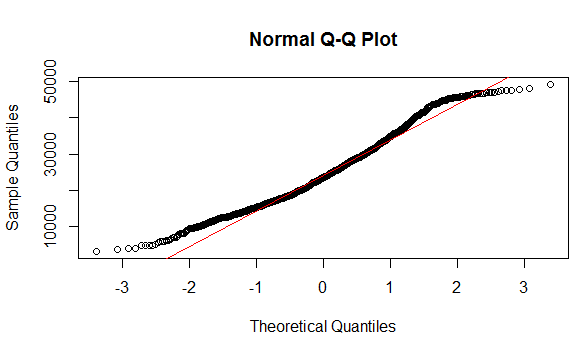 Normal Q-Q Plot
Sample Quantiles
50000
30000
10000
-3 -2 -1 0 1 2 3
Theoretical Quantiles